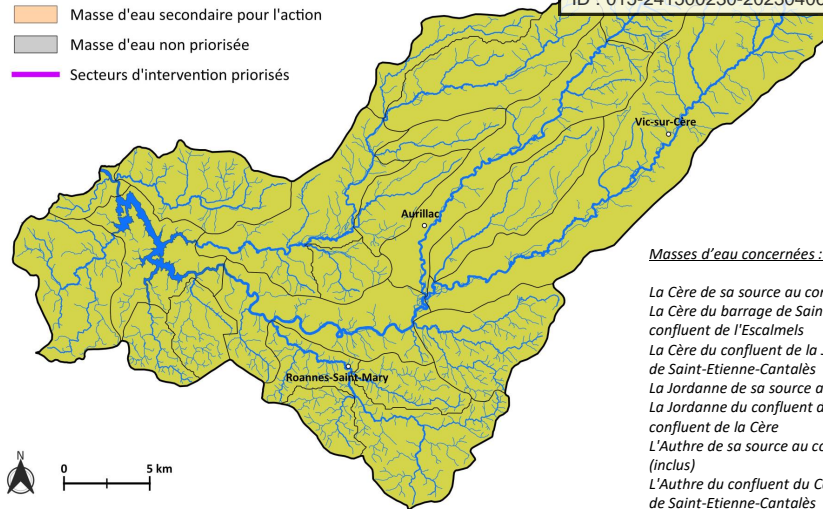 ID : 015-241500230-20230406
Masse d'eau secondaire pour l'action
Masse d'eau non priorisée
Secteurs d'intervention priorisés
Vic-sur-Cère
Aurillac
Roannes-Saint-Mary
N
0 5 km
Masses d'eau concernées :
La Cère de sa source au
La Cère du barrage de
confluent de l'Escalmels
La Cère du confluent de la
de Saint-Etienne-Cantalès
La Jordanne de sa source
La Jordanne du confluent
confluent de la Cère
L'Authre de sa source au
(inclus)
L'Authre du confluent du
de Saint-Etienne-Cantalès